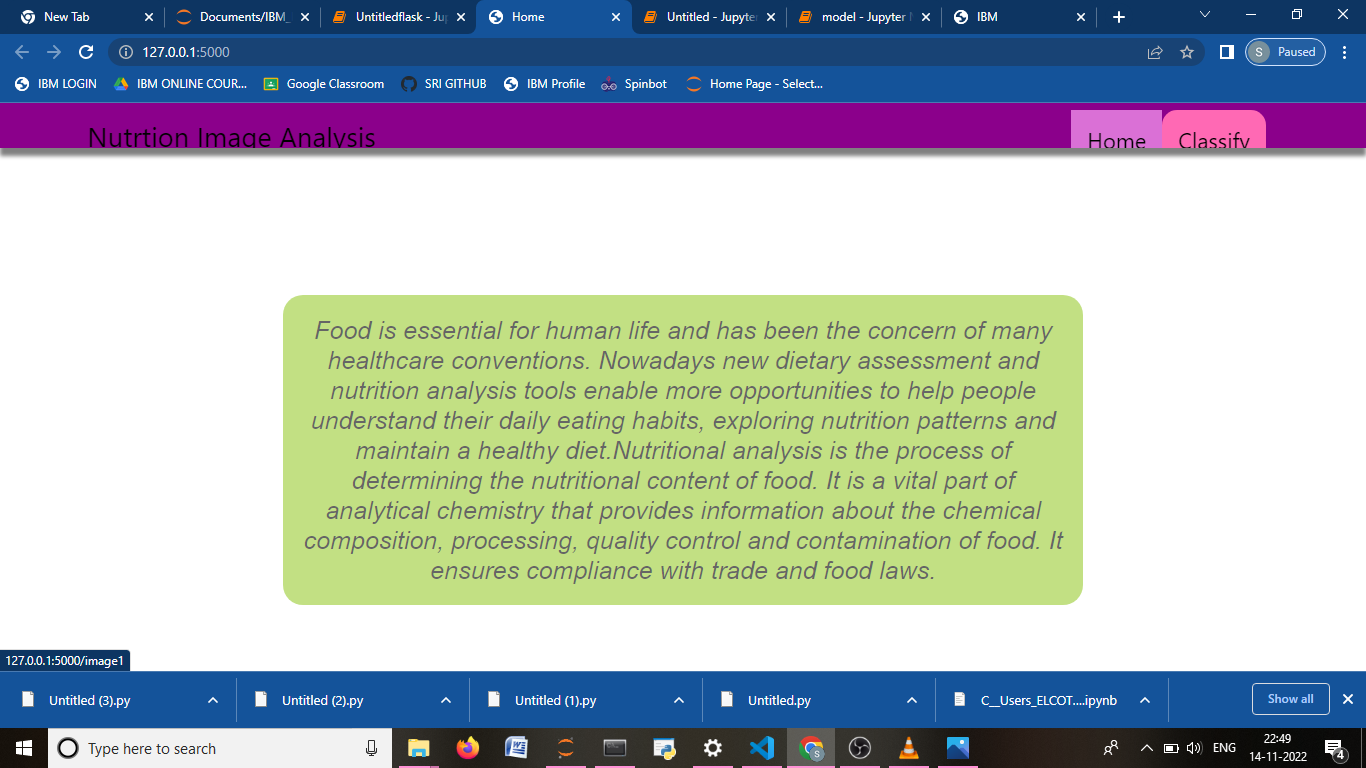 New Tab
Documents/IBM_
Untitledflask - Ju
Home
Untitled - Jupyte
model - Jupyter N
IBM
127.0.0.1:5000
S Paused
IBM LOGIN
IBM ONLINE COUR...
Google Classroom
SRI GITHUB
IBM Profile
Spinbot
Home Page - Select...
Nutrtion Image Analysis
Home
Classify
Food is essential for human life and has been the concern of many
healthcare conventions. Nowadays new dietary assessment and
nutrition analysis tools enable more opportunities to help people
understand their daily eating habits, exploring nutrition patterns and
maintain a healthy diet.Nutritional analysis is the process of
determining the nutritional content of food. It is a vital part of
analytical chemistry that provides information about the chemical
composition, processing, quality control and contamination of food. It
ensures compliance with trade and food laws.
127.0.0.1:5000/image1
Untitled (3).py
Untitled (2).py
Untitled (1).py
Untitled.py
C__Users_ELCOT....ipynb
Show all
Type here to search
ENG
22:49
14-11-2022
4